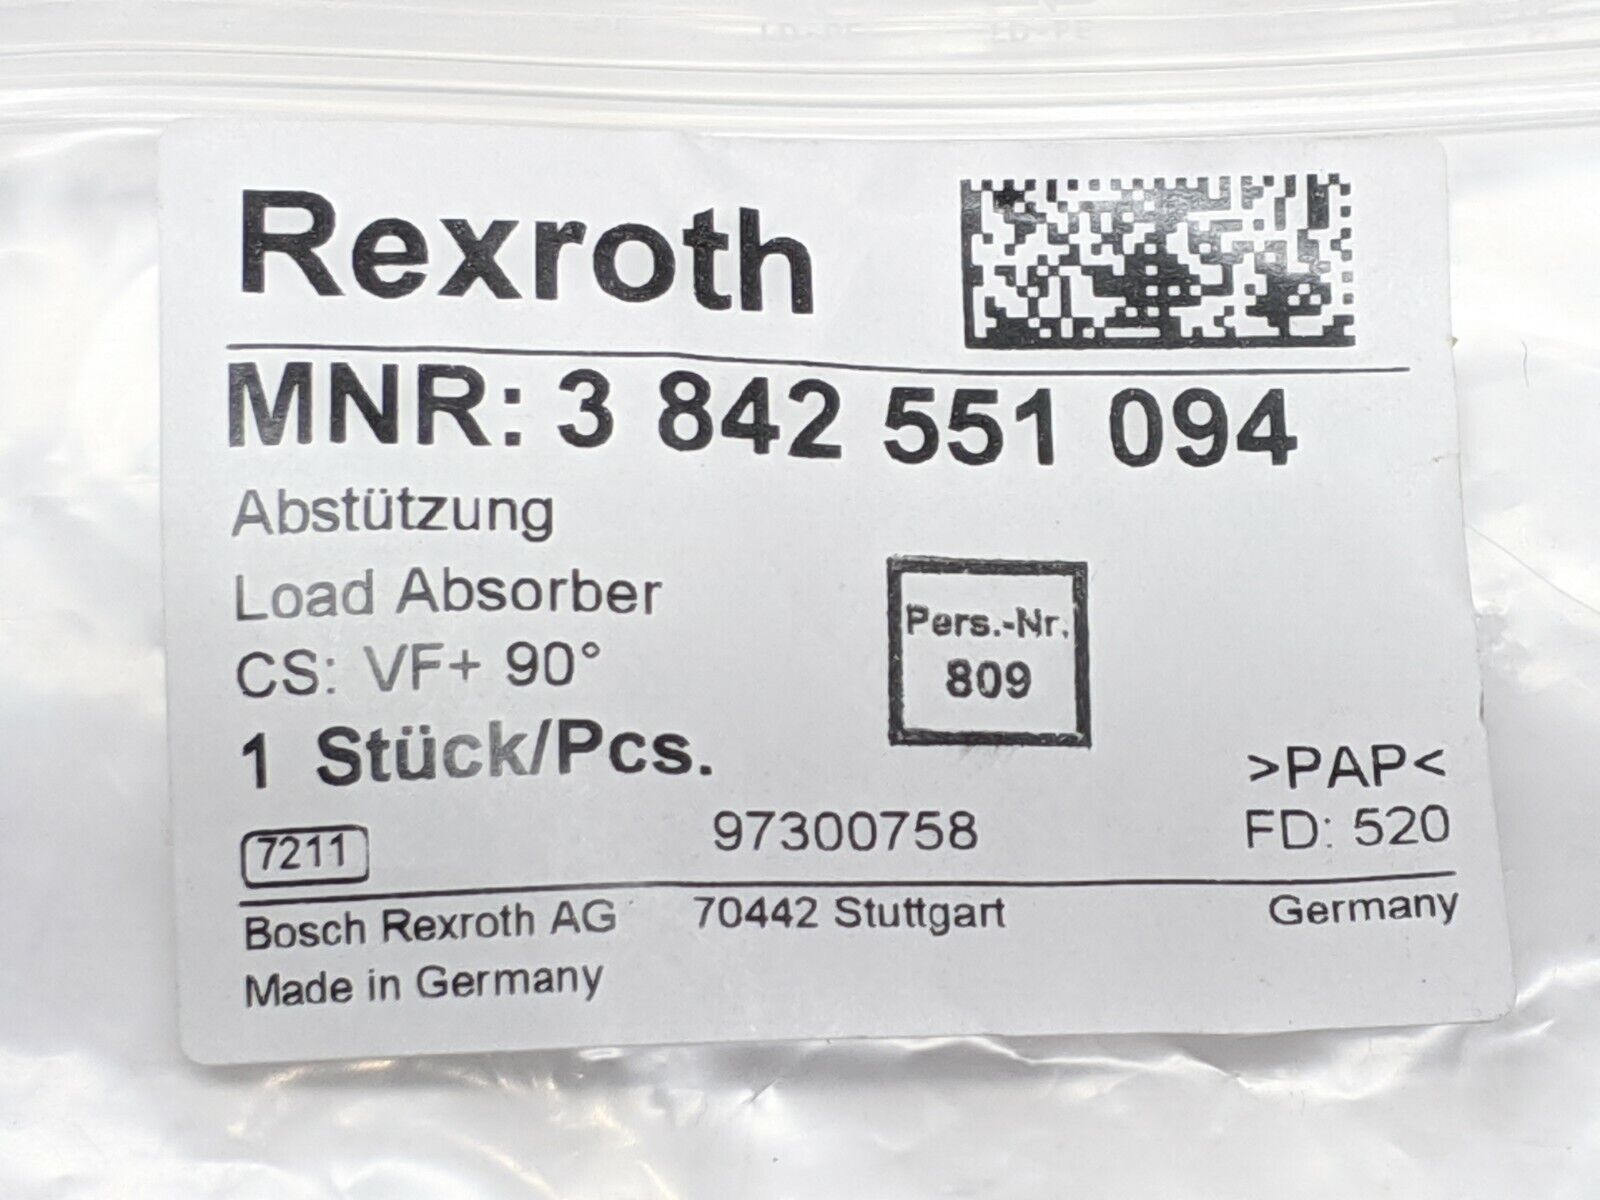 Rexroth
MNR: 3 842 551 094
Abstützung
Load Absorber
CS: VF+ 90°
1 Stück/Pcs.
Pers.-Nr.
809
>PAP<
7211
97300758
FD: 520
Bosch Rexroth AG 70442 Stuttgart Germany
Made in Germany